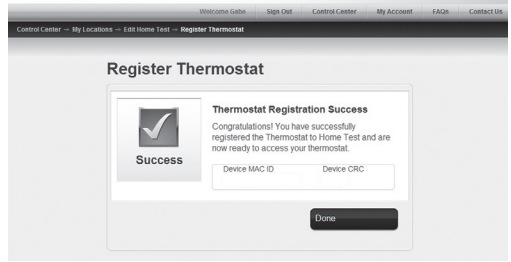 Welcome Gabe Sign Out Control Center My Account FAQs Contact Us
Control Center → My Locations → Edit Home Test → Register Thermostat
Register Thermostat
Success
Thermostat Registration Success
Congratulations! You have successfully
registered the Thermostat to Home Test and are
now ready to access your thermostat.
Device MAC ID Device CRC
Done